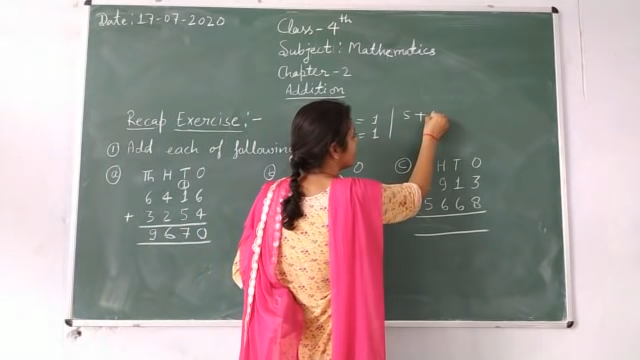 Date: 17-07-2020
Class - 4th
Subject: Mathematics
Chapter - 2
Addition
Recap Exercise:-
= 1 | 5 +
= 1
① Add each of following
ⓐ Th H T O
①
6 4 1 6
+ 3 2 5 4
9 6 7 0
ⓑ O
ⓒ H T O
9 1 3
5 6 6 8